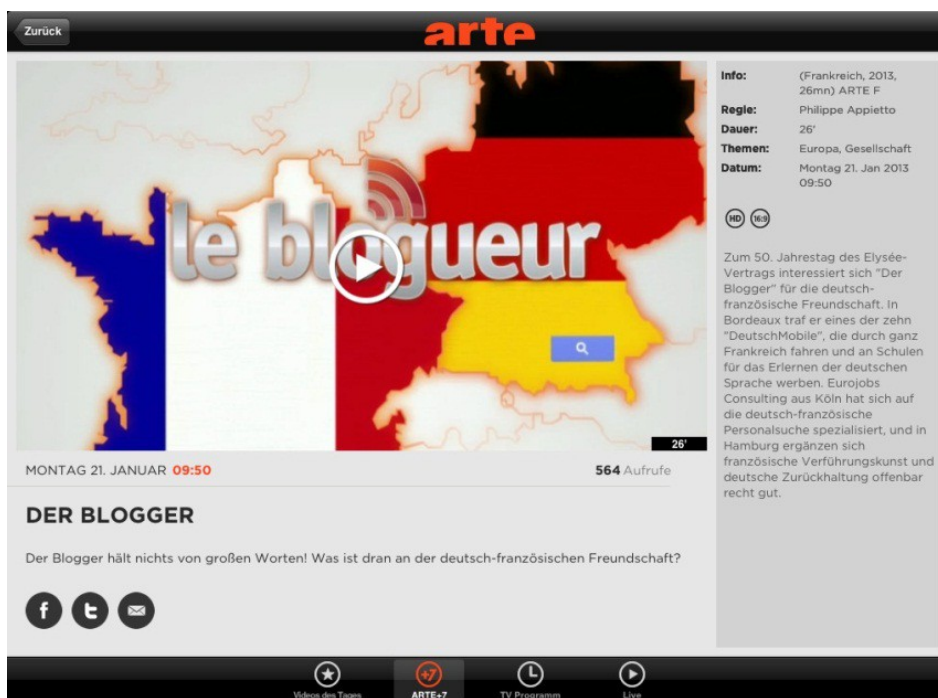 Zurück
arte
le blogueur
26'
MONTAG 21. JANUAR 09:50
564 Aufrufe
DER BLOGGER
Der Blogger hält nichts von großen Worten! Was ist dran an der deutsch-französischen Freundschaft?
Info: (Frankreich, 2013,
26mn) ARTE F
Regie: Philippe Appietto
Dauer: 26'
Themen: Europa, Gesellschaft
Datum: Montag 21. Jan 2013
09:50
HD 16:9
Zum 50. Jahrestag des Elysée-
Vertrags interessiert sich "Der
Blogger" für die deutsch-
französische Freundschaft. In
Bordeaux traf er eines der zehn
"DeutschMobile", die durch ganz
Frankreich fahren und an Schulen
für das Erlernen der deutschen
Sprache werben. Eurojobs
Consulting aus Köln hat sich auf
die deutsch-französische
Personalsuche spezialisiert, und in
Hamburg ergänzen sich
französische Verführungskunst und
deutsche Zurückhaltung offenbar
recht gut.
f t
+7
Videos des Tages ARTE+7 TV Programm Live